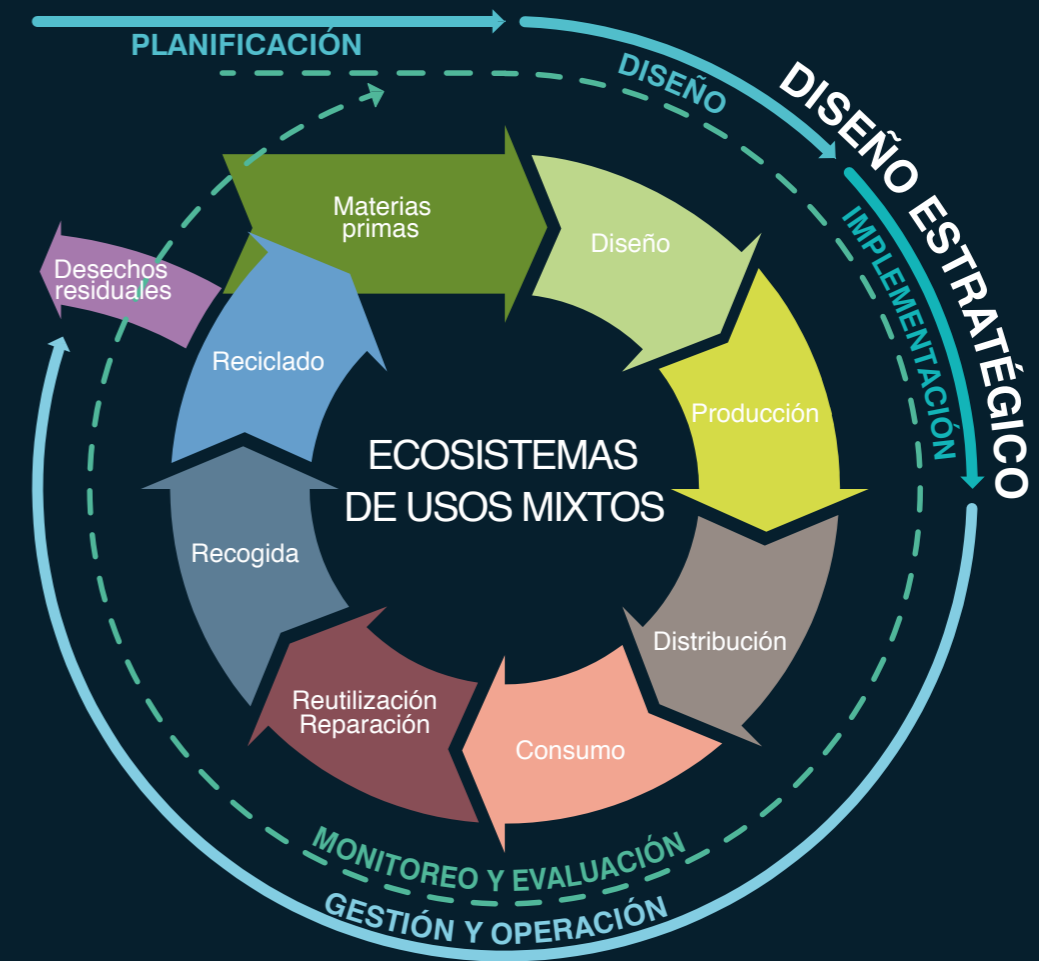 PLANIFICACIÓN
DISEÑO
DISEÑO ESTRATÉGICO
IMPLEMENTACIÓN
Materias
primas
Diseño
Desechos
residuales
Reciclado
Producción
ECOSISTEMAS
DE USOS MIXTOS
Recogida
Distribución
Reutilización
Reparación
Consumo
MONITOREO Y EVALUACIÓN
GESTIÓN Y OPERACIÓN